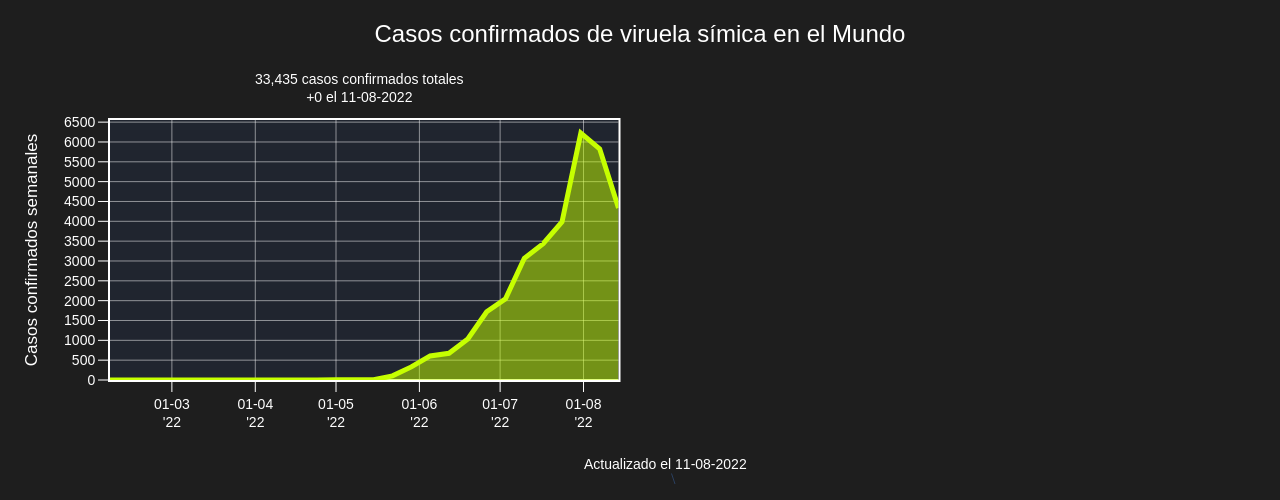 Casos confirmados de viruela símica en el Mundo
33,435 casos confirmados totales
+0 el 11-08-2022
Casos confirmados semanales
6500
6000
5500
5000
4500
4000
3500
3000
2500
2000
1500
1000
500
0
01-03 01-04 01-05 01-06 01-07 01-08
'22 '22 '22 '22 '22 '22
Actualizado el 11-08-2022
\